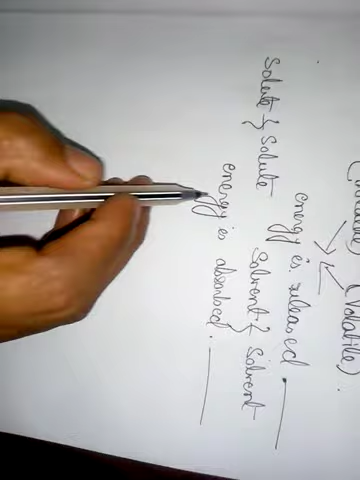 (volatile).
energy is released.
Solute & Solute Solvent & Solvent
energy is absorbed.